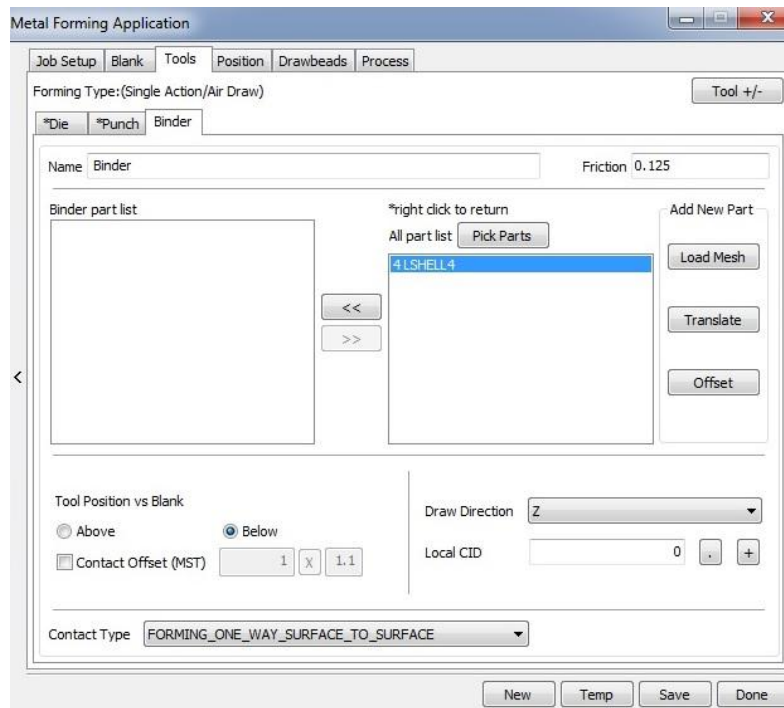 Metal Forming Application
Job Setup Blank Tools Position Drawbeads Process
Forming Type:(Single Action/Air Draw) Tool +/-
*Die *Punch Binder
Name Binder Friction 0.125
Binder part list *right click to return Add New Part
All part list Pick Parts
4 LSHELL4 Load Mesh
<<
>> Translate
<
Offset
Tool Position vs Blank
Draw Direction Z
Above Below
Contact Offset (MST) 1 X 1.1 Local CID 0 . +
Contact Type FORMING_ONE_WAY_SURFACE_TO_SURFACE
New Temp Save Done